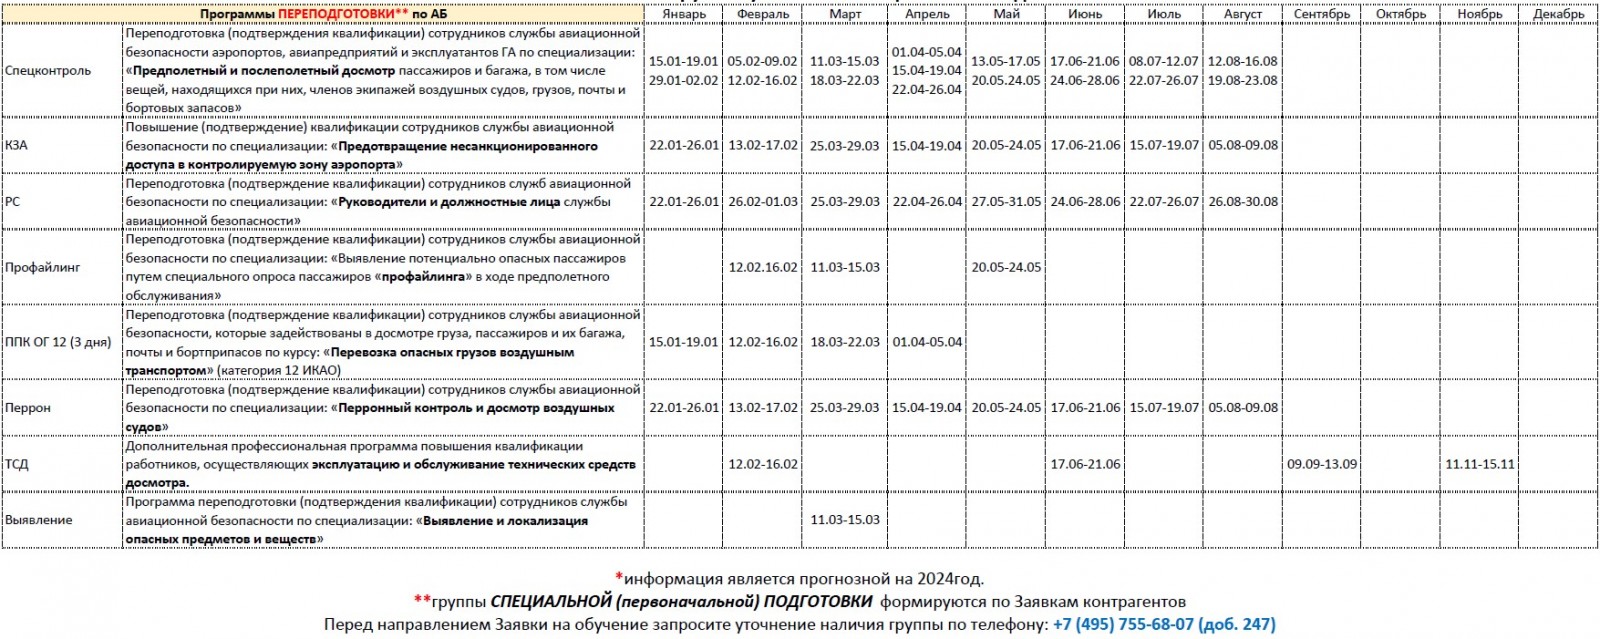 Программы ПЕРЕПОДГОТОВКИ** по АБ Январь Февраль Март Апрель Май Июнь Июль Август Сентябрь Октябрь Ноябрь Декабрь
Переподготовка (подтверждения квалификации) сотрудников службы авиационной
безопасности аэропортов, авиапредприятий и эксплуатантов ГА по специализации: 01.04-05.04
15.01-19.01 05.02-09.02 11.03-15.03 13.05-17.05 17.06-21.06 08.07-12.07 12.08-16.08
Спецконтроль «Предполетный и послеполетный досмотр пассажиров и багажа, в том числе 15.04-19.04
29.01-02.02 12.02-16.02 18.03-22.03 20.05.24.05 24.06-28.06 22.07-26.07 19.08-23.08
вещей, находящихся при них, членов экипажей воздушных судов, грузов, почты и 22.04-26.04
бортовых запасов»
Повышение (подтверждение) квалификации сотрудников службы авиационной
КЗА безопасности по специализации: «Предотвращение несанкционированного 22.01-26.01 13.02-17.02 25.03-29.03 15.04-19.04 20.05-24.05 17.06-21.06 15.07-19.07 05.08-09.08
доступа в контролируемую зону аэропорта»
Переподготовка (подтверждение квалификации) сотрудников служб авиационной
РС безопасности по специализации: «Руководители и должностные лица службы 22.01-26.01 26.02-01.03 25.03-29.03 22.04-26.04 27.05-31.05 24.06-28.06 22.07-26.07 26.08-30.08
авиационной безопасности»
Переподготовка (подтверждение квалификации) сотрудников службы авиационной
безопасности по специализации: «Выявление потенциально опасных пассажиров
Профайлинг 12.02.16.02 11.03-15.03 20.05-24.05
путем специального опроса пассажиров «профайлинга» в ходе предполетного
обслуживания»
Переподготовка (подтверждение квалификации) сотрудников службы авиационной
безопасности, которые задействованы в досмотре груза, пассажиров и их багажа,
ППК ОГ 12 (3 дня) 15.01-19.01 12.02-16.02 18.03-22.03 01.04-05.04
почты и бортприпасов по курсу: «Перевозка опасных грузов воздушным
транспортом» (категория 12 ИКАО)
Переподготовка (подтверждение квалификации) сотрудников службы авиационной
Перрон безопасности по специализации: «Перронный контроль и досмотр воздушных 22.01-26.01 13.02-17.02 25.03-29.03 15.04-19.04 20.05-24.05 17.06-21.06 15.07-19.07 05.08-09.08
судов»
Дополнительная профессиональная программа повышения квалификации
ТСД работников, осуществляющих эксплуатацию и обслуживание технических средств 12.02-16.02 17.06-21.06 09.09-13.09 11.11-15.11
досмотра.
Программа переподготовки (подтверждения квалификации) сотрудников службы
Выявление авиационной безопасности по специализации: «Выявление и локализация 11.03-15.03
опасных предметов и веществ»
*информация является прогнозной на 2024год.
**группы СПЕЦИАЛЬНОЙ (первоначальной) ПОДГОТОВКИ формируются по Заявкам контрагентов
Перед направлением Заявки на обучение запросите уточнение наличия группы по телефону: +7 (495) 755-68-07 (доб. 247)